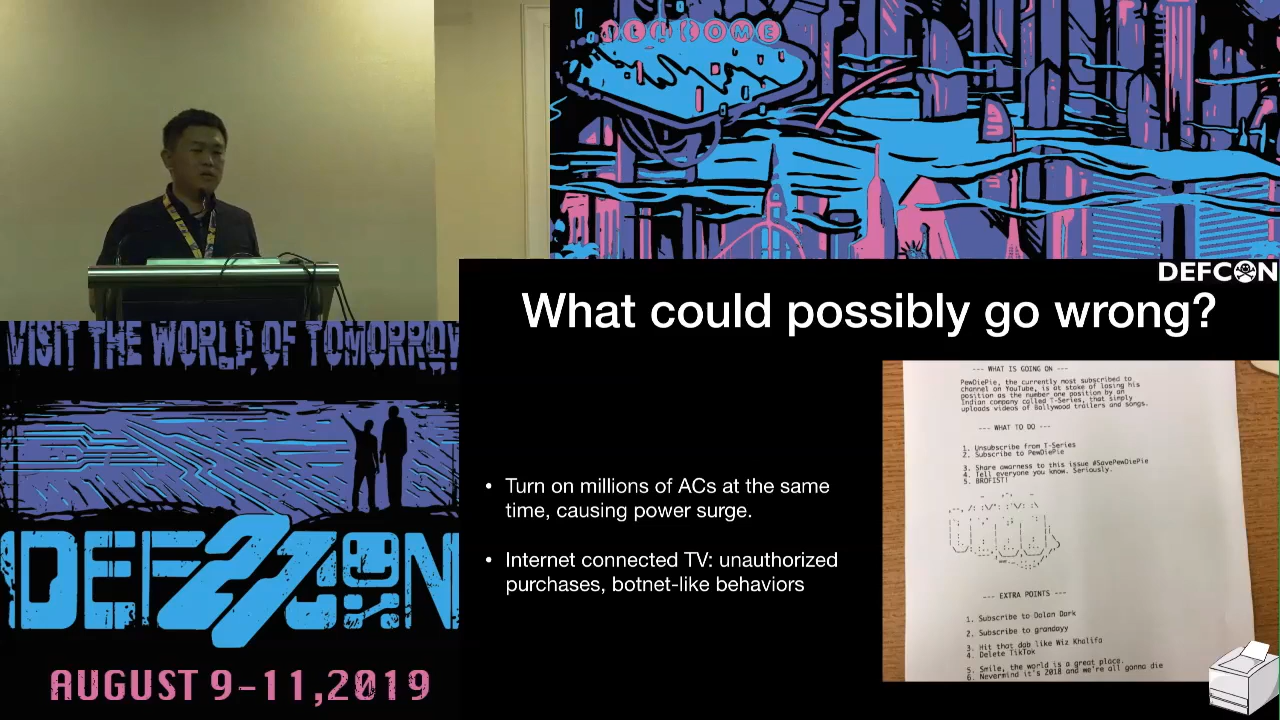 WELCOME
VISIT THE WORLD OF TOMORROW
DEFCON 27
AUGUST 9-11,2019
DEFCON
What could possibly go wrong?
• Turn on millions of ACs at the same
time, causing power surge.
• Internet connected TV: unauthorized
purchases, botnet-like behaviors
--- WHAT IS GOING ON ---
PewDiePie, the currently most subscribed to
channel on YouTube, is at stake of losing his
position as the number one position by an
Indian company called T-Series, that simply
uploads videos of Bollywood trailers and songs.
--- WHAT TO DO ---
1. Unsubscribe from T-Series
2. Subscribe to PewDiePie
3. Share awarness to this issue #SavePewDiePie
4. Tell everyone you know. Seriously.
5. BROFIST!
--- EXTRA POINTS ---
1. Subscribe to Dolan Dark
2. Subscribe to grandayy
3. Hit that dab like Wiz Khalifa
4. Delete TikTok
5. Smile, the world is a great place.
6. Nevermind it's 2018 and we're all gonna die